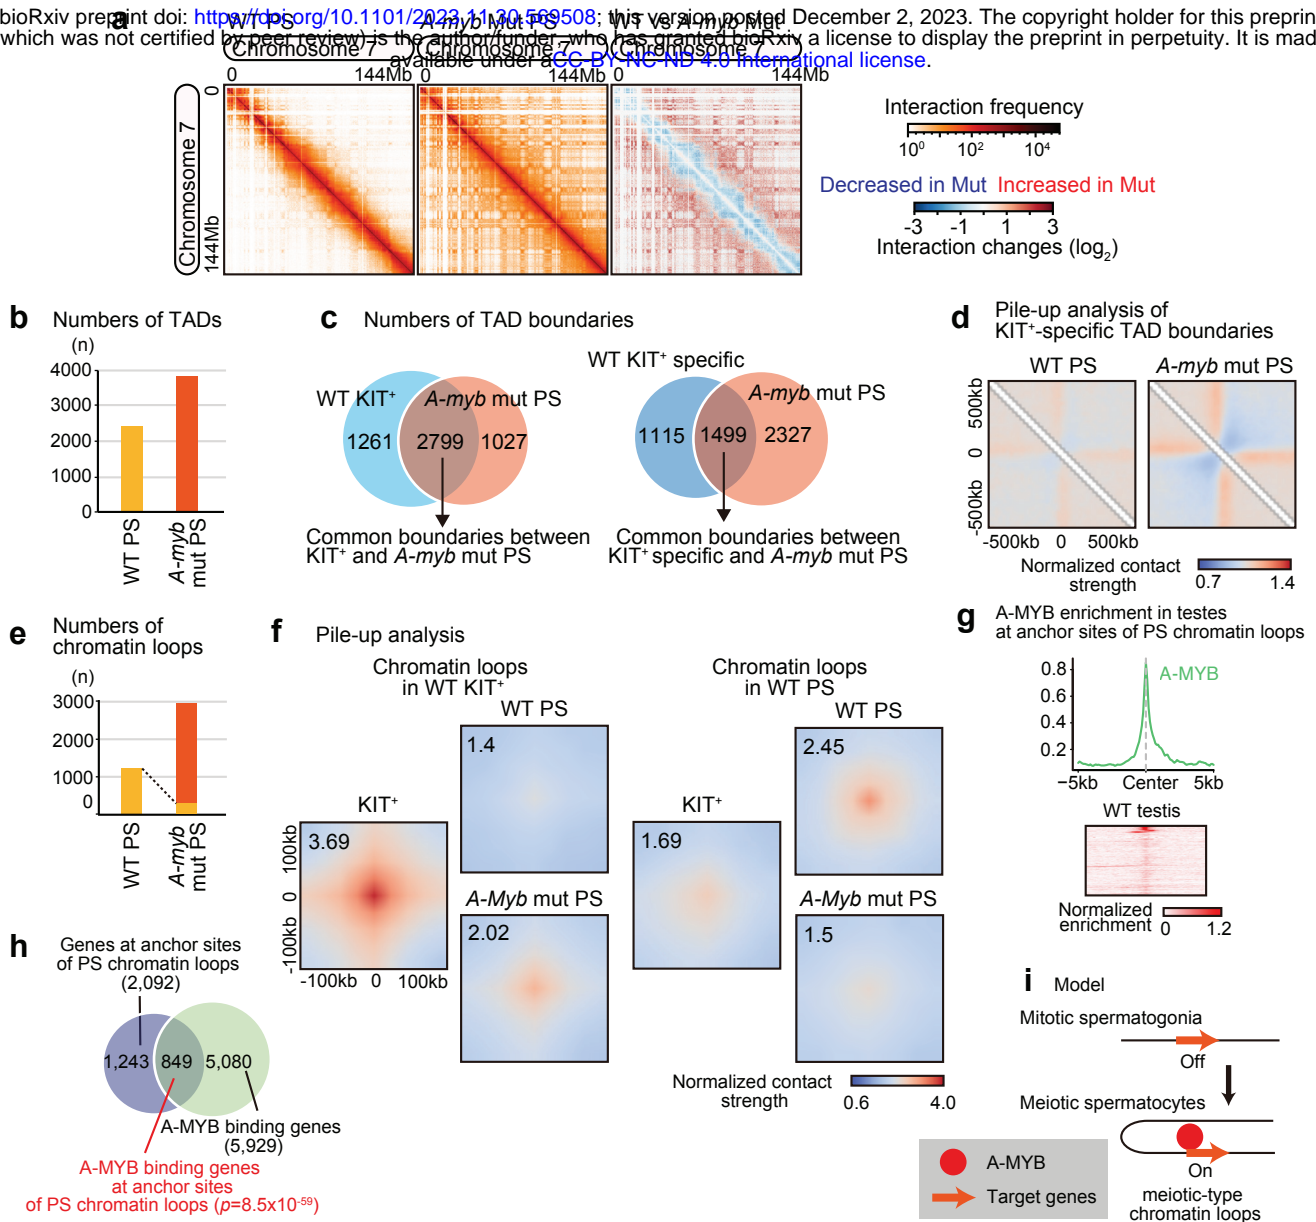 bioRxiv preprint doi: https://doi.org/10.1101/2023.11.30.569508; this version posted December 2, 2023. The copyright holder for this preprin
which was not certified by peer review) is the author/funder, who has granted bioRxiv a license to display the preprint in perpetuity. It is mad
available under aCC-BY-NC-ND 4.0 International license.
a
WT PS
A-myb Mut PS
WT vs A-myb Mut
Chromosome 7
Chromosome 7
Chromosome 7
0 144Mb
0 144Mb
0 144Mb
0
Chromosome 7
144Mb
Interaction frequency
10⁰ 10² 10⁴
Decreased in Mut Increased in Mut
-3 -1 1 3
Interaction changes (log₂)
b Numbers of TADs
(n)
4000
3000
2000
1000
0
WT PS
A-myb
mut PS
c Numbers of TAD boundaries
WT KIT⁺
A-myb mut PS
1261 2799 1027
Common boundaries between
KIT⁺ and A-myb mut PS
WT KIT⁺ specific
A-myb mut PS
1115 1499 2327
Common boundaries between
KIT⁺ specific and A-myb mut PS
d Pile-up analysis of
KIT⁺-specific TAD boundaries
WT PS
A-myb mut PS
500kb
0
-500kb
-500kb 0 500kb
Normalized contact
strength
0.7 1.4
e Numbers of
chromatin loops
(n)
3000
2000
1000
0
WT PS
A-myb
mut PS
f Pile-up analysis
Chromatin loops
in WT KIT⁺
WT PS
1.4
KIT⁺
3.69
100kb
0
-100kb
-100kb 0 100kb
A-Myb mut PS
2.02
Chromatin loops
in WT PS
WT PS
2.45
KIT⁺
1.69
A-Myb mut PS
1.5
Normalized contact
strength
0.6 4.0
g A-MYB enrichment in testes
at anchor sites of PS chromatin loops
0.8
0.6
0.4
0.2
A-MYB
−5kb Center 5kb
WT testis
Normalized
enrichment
0 1.2
h Genes at anchor sites
of PS chromatin loops
(2,092)
1,243 849 5,080
A-MYB binding genes
(5,929)
A-MYB binding genes
at anchor sites
of PS chromatin loops (p=8.5x10⁻⁵⁹)
i Model
Mitotic spermatogonia
Off
Meiotic spermatocytes
On
meiotic-type
chromatin loops
A-MYB
Target genes